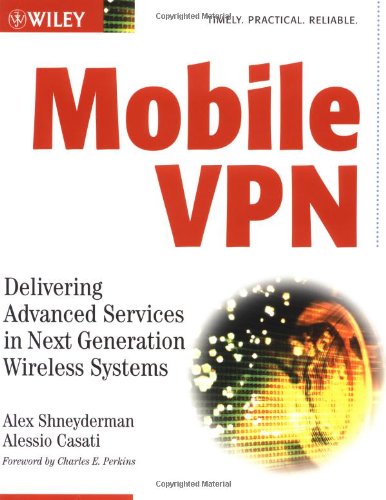 WILEY
TIMELY. PRACTICAL. RELIABLE.
Mobile
VPN
Delivering
Advanced Services
in Next Generation
Wireless Systems
Alex Shneyderman
Alessio Casati
Foreword by Charles E. Perkins